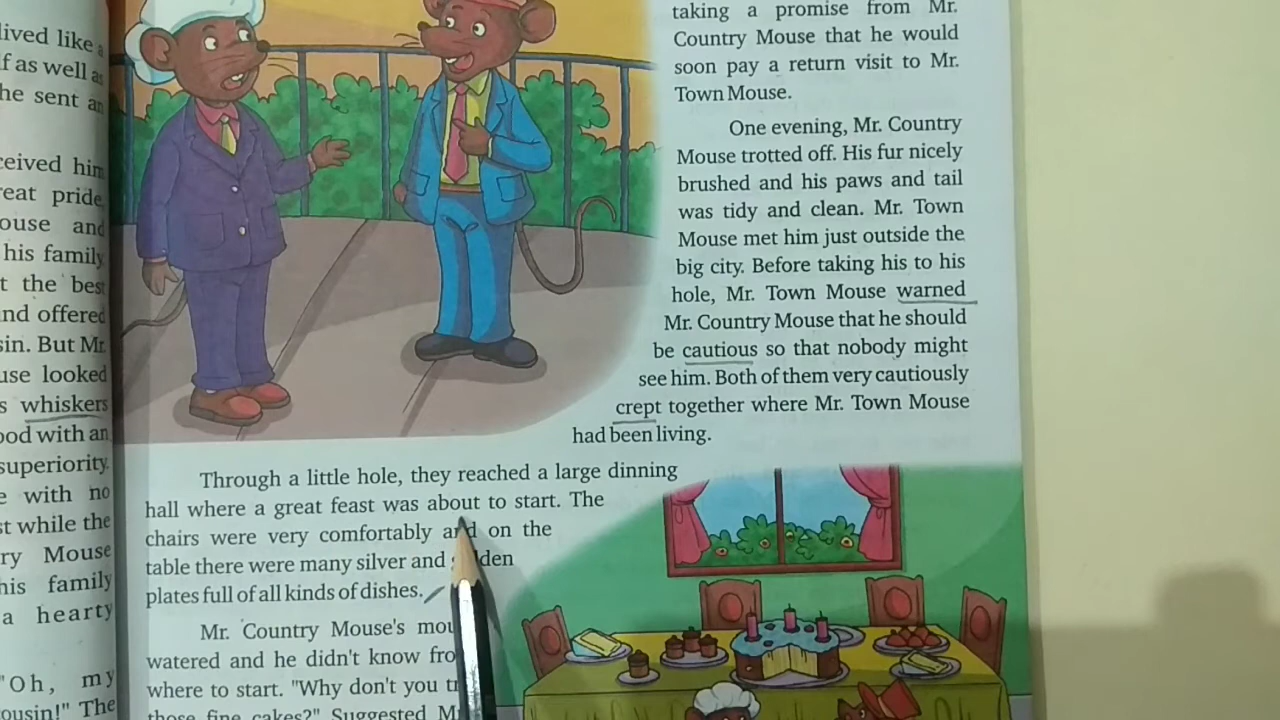 lived like a
f as well as
he sent an
ceived him
reat pride.
ouse and
his family
t the best
nd offered
sin. But Mr.
use looked
s whiskers
ood with an
superiority.
e with no
st while the
ry Mouse
his family
a hearty
"Oh, my
ousin!" The
taking a promise from Mr.
Country Mouse that he would
soon pay a return visit to Mr.
Town Mouse.
One evening, Mr. Country
Mouse trotted off. His fur nicely
brushed and his paws and tail
was tidy and clean. Mr. Town
Mouse met him just outside the
big city. Before taking his to his
hole, Mr. Town Mouse warned
Mr. Country Mouse that he should
be cautious so that nobody might
see him. Both of them very cautiously
crept together where Mr. Town Mouse
had been living.
Through a little hole, they reached a large dinning
hall where a great feast was about to start. The
chairs were very comfortably and on the
table there were many silver and
plates full of all kinds of dishes.
Mr. Country Mouse's
watered and he didn't know
where to start. "Why don't you
those fine cakes?" Suggested